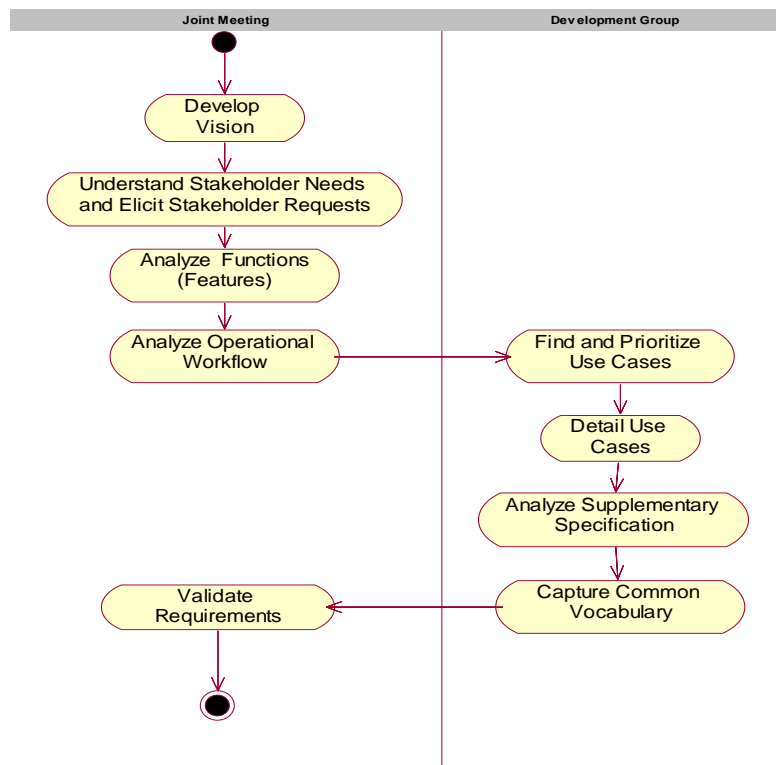 Joint Meeting
Development Group
Develop
Vision
Understand Stakeholder Needs
and Elicit Stakeholder Requests
Analyze Functions
(Features)
Analyze Operational
Workflow
Find and Prioritize
Use Cases
Detail Use
Cases
Analyze Supplementary
Specification
Capture Common
Vocabulary
Validate
Requirements